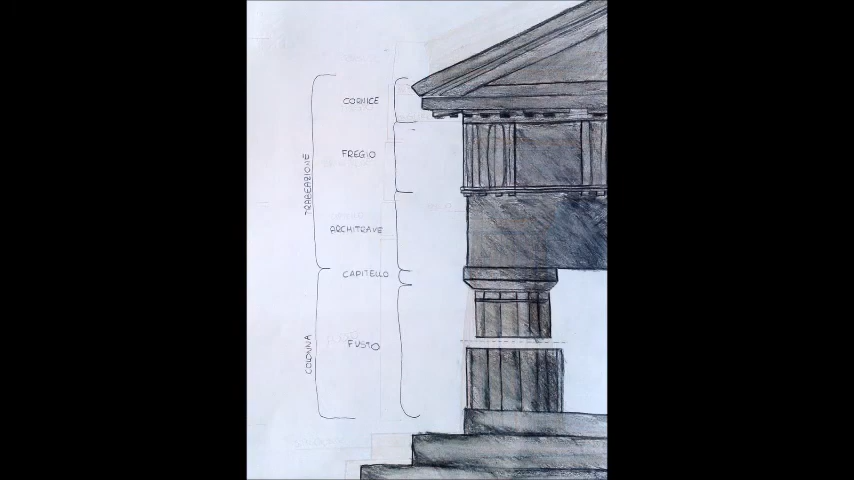 CORNICE
FREGIO
TRABEAZIONE
ARCHITRAVE
CAPITELLO
FUSTO
COLONNA